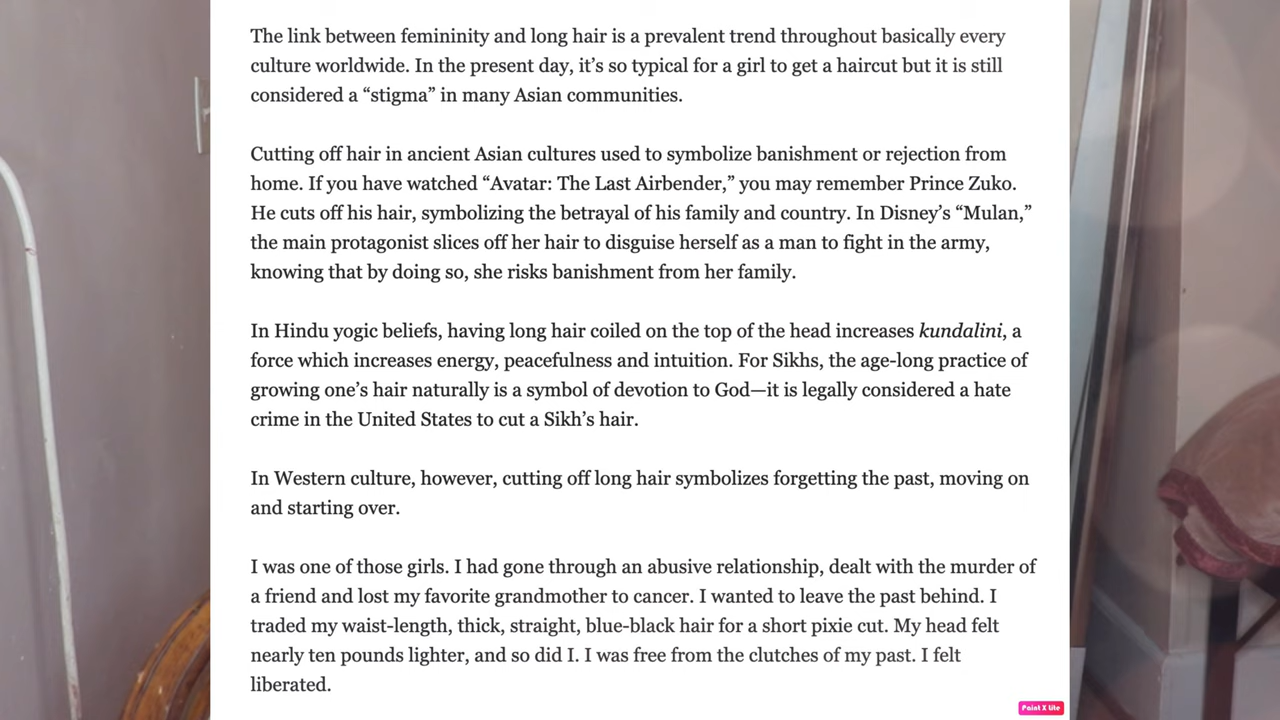 The link between femininity and long hair is a prevalent trend throughout basically every
culture worldwide. In the present day, it’s so typical for a girl to get a haircut but it is still
considered a “stigma” in many Asian communities.
Cutting off hair in ancient Asian cultures used to symbolize banishment or rejection from
home. If you have watched “Avatar: The Last Airbender,” you may remember Prince Zuko.
He cuts off his hair, symbolizing the betrayal of his family and country. In Disney’s “Mulan,”
the main protagonist slices off her hair to disguise herself as a man to fight in the army,
knowing that by doing so, she risks banishment from her family.
In Hindu yogic beliefs, having long hair coiled on the top of the head increases kundalini, a
force which increases energy, peacefulness and intuition. For Sikhs, the age-long practice of
growing one’s hair naturally is a symbol of devotion to God—it is legally considered a hate
crime in the United States to cut a Sikh’s hair.
In Western culture, however, cutting off long hair symbolizes forgetting the past, moving on
and starting over.
I was one of those girls. I had gone through an abusive relationship, dealt with the murder of
a friend and lost my favorite grandmother to cancer. I wanted to leave the past behind. I
traded my waist-length, thick, straight, blue-black hair for a short pixie cut. My head felt
nearly ten pounds lighter, and so did I. I was free from the clutches of my past. I felt
liberated.
Paint X lite